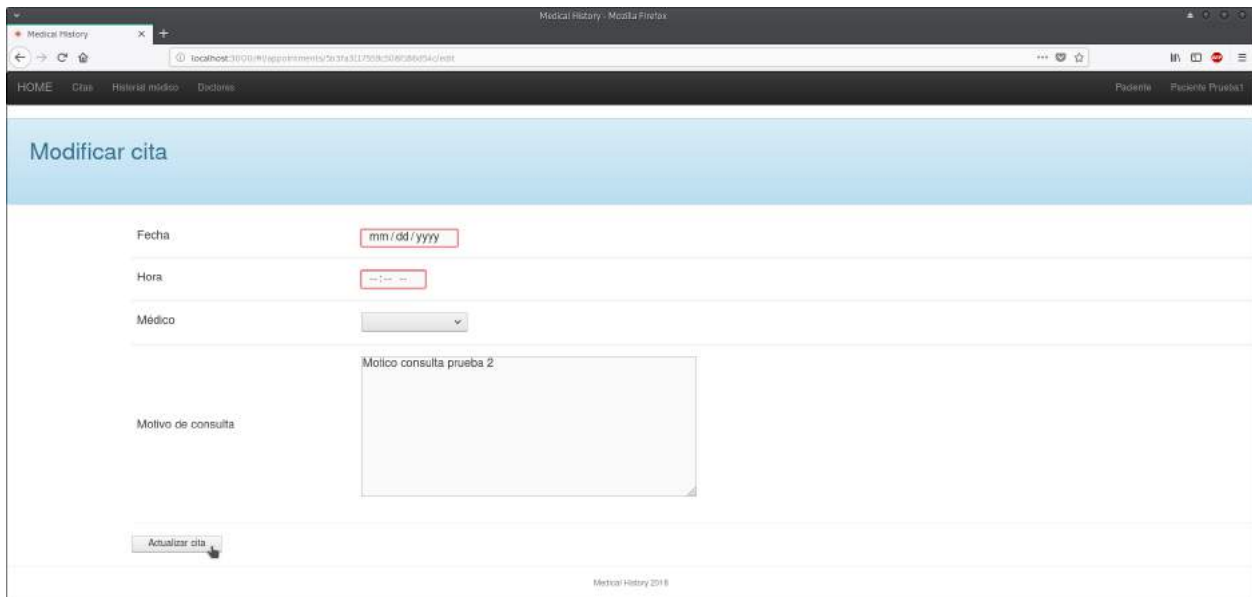 Medical History - Mozilla Firefox
Medical History
HOME Citas Historial médico Doctores Paciente Paciente Prueba1
Modificar cita
Fecha mm/dd/yyyy
Hora --:-- --
Médico
Motico consulta prueba 2
Motivo de consulta
Actualizar cita
Medical History 2018